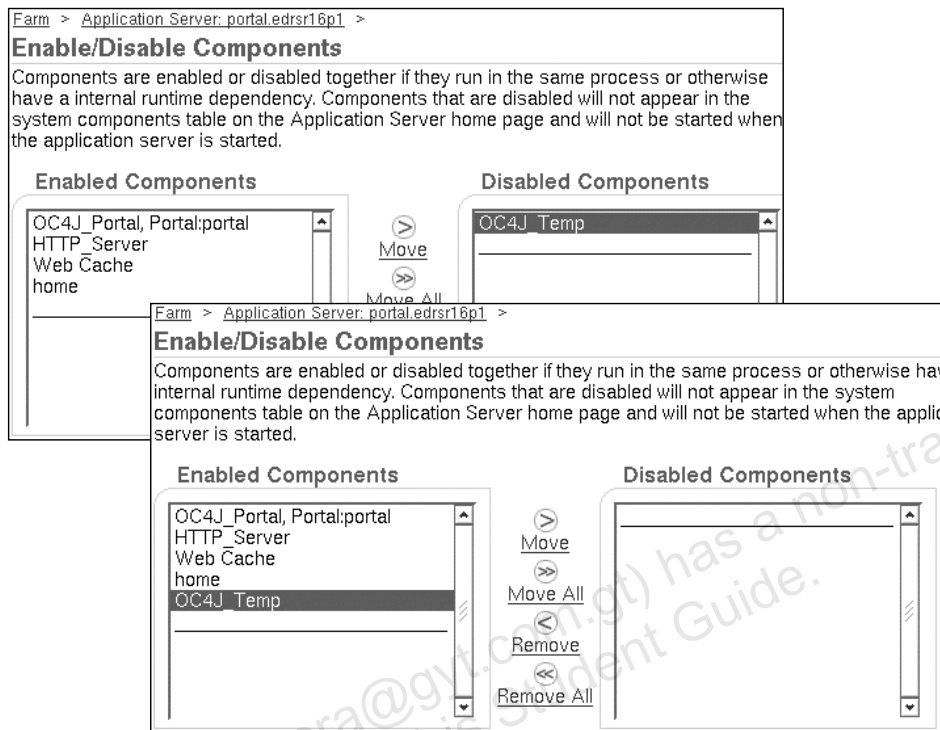 Farm > Application Server: portal.edrsr16p1 >
Enable/Disable Components
Components are enabled or disabled together if they run in the same process or otherwise
have a internal runtime dependency. Components that are disabled will not appear in the
system components table on the Application Server home page and will not be started when
the application server is started.
Enabled Components
Disabled Components
OC4J_Portal, Portal:portal
HTTP_Server
Web Cache
home
Move
Move All
OC4J_Temp
Farm > Application Server: portal.edrsr16p1 >
Enable/Disable Components
Components are enabled or disabled together if they run in the same process or otherwise
internal runtime dependency. Components that are disabled will not appear in the system
components table on the Application Server home page and will not be started when the
server is started.
Enabled Components
Disabled Components
OC4J_Portal, Portal:portal
HTTP_Server
Web Cache
home
OC4J_Temp
Move
Move All
Remove
Remove All
has a
Student Guide.